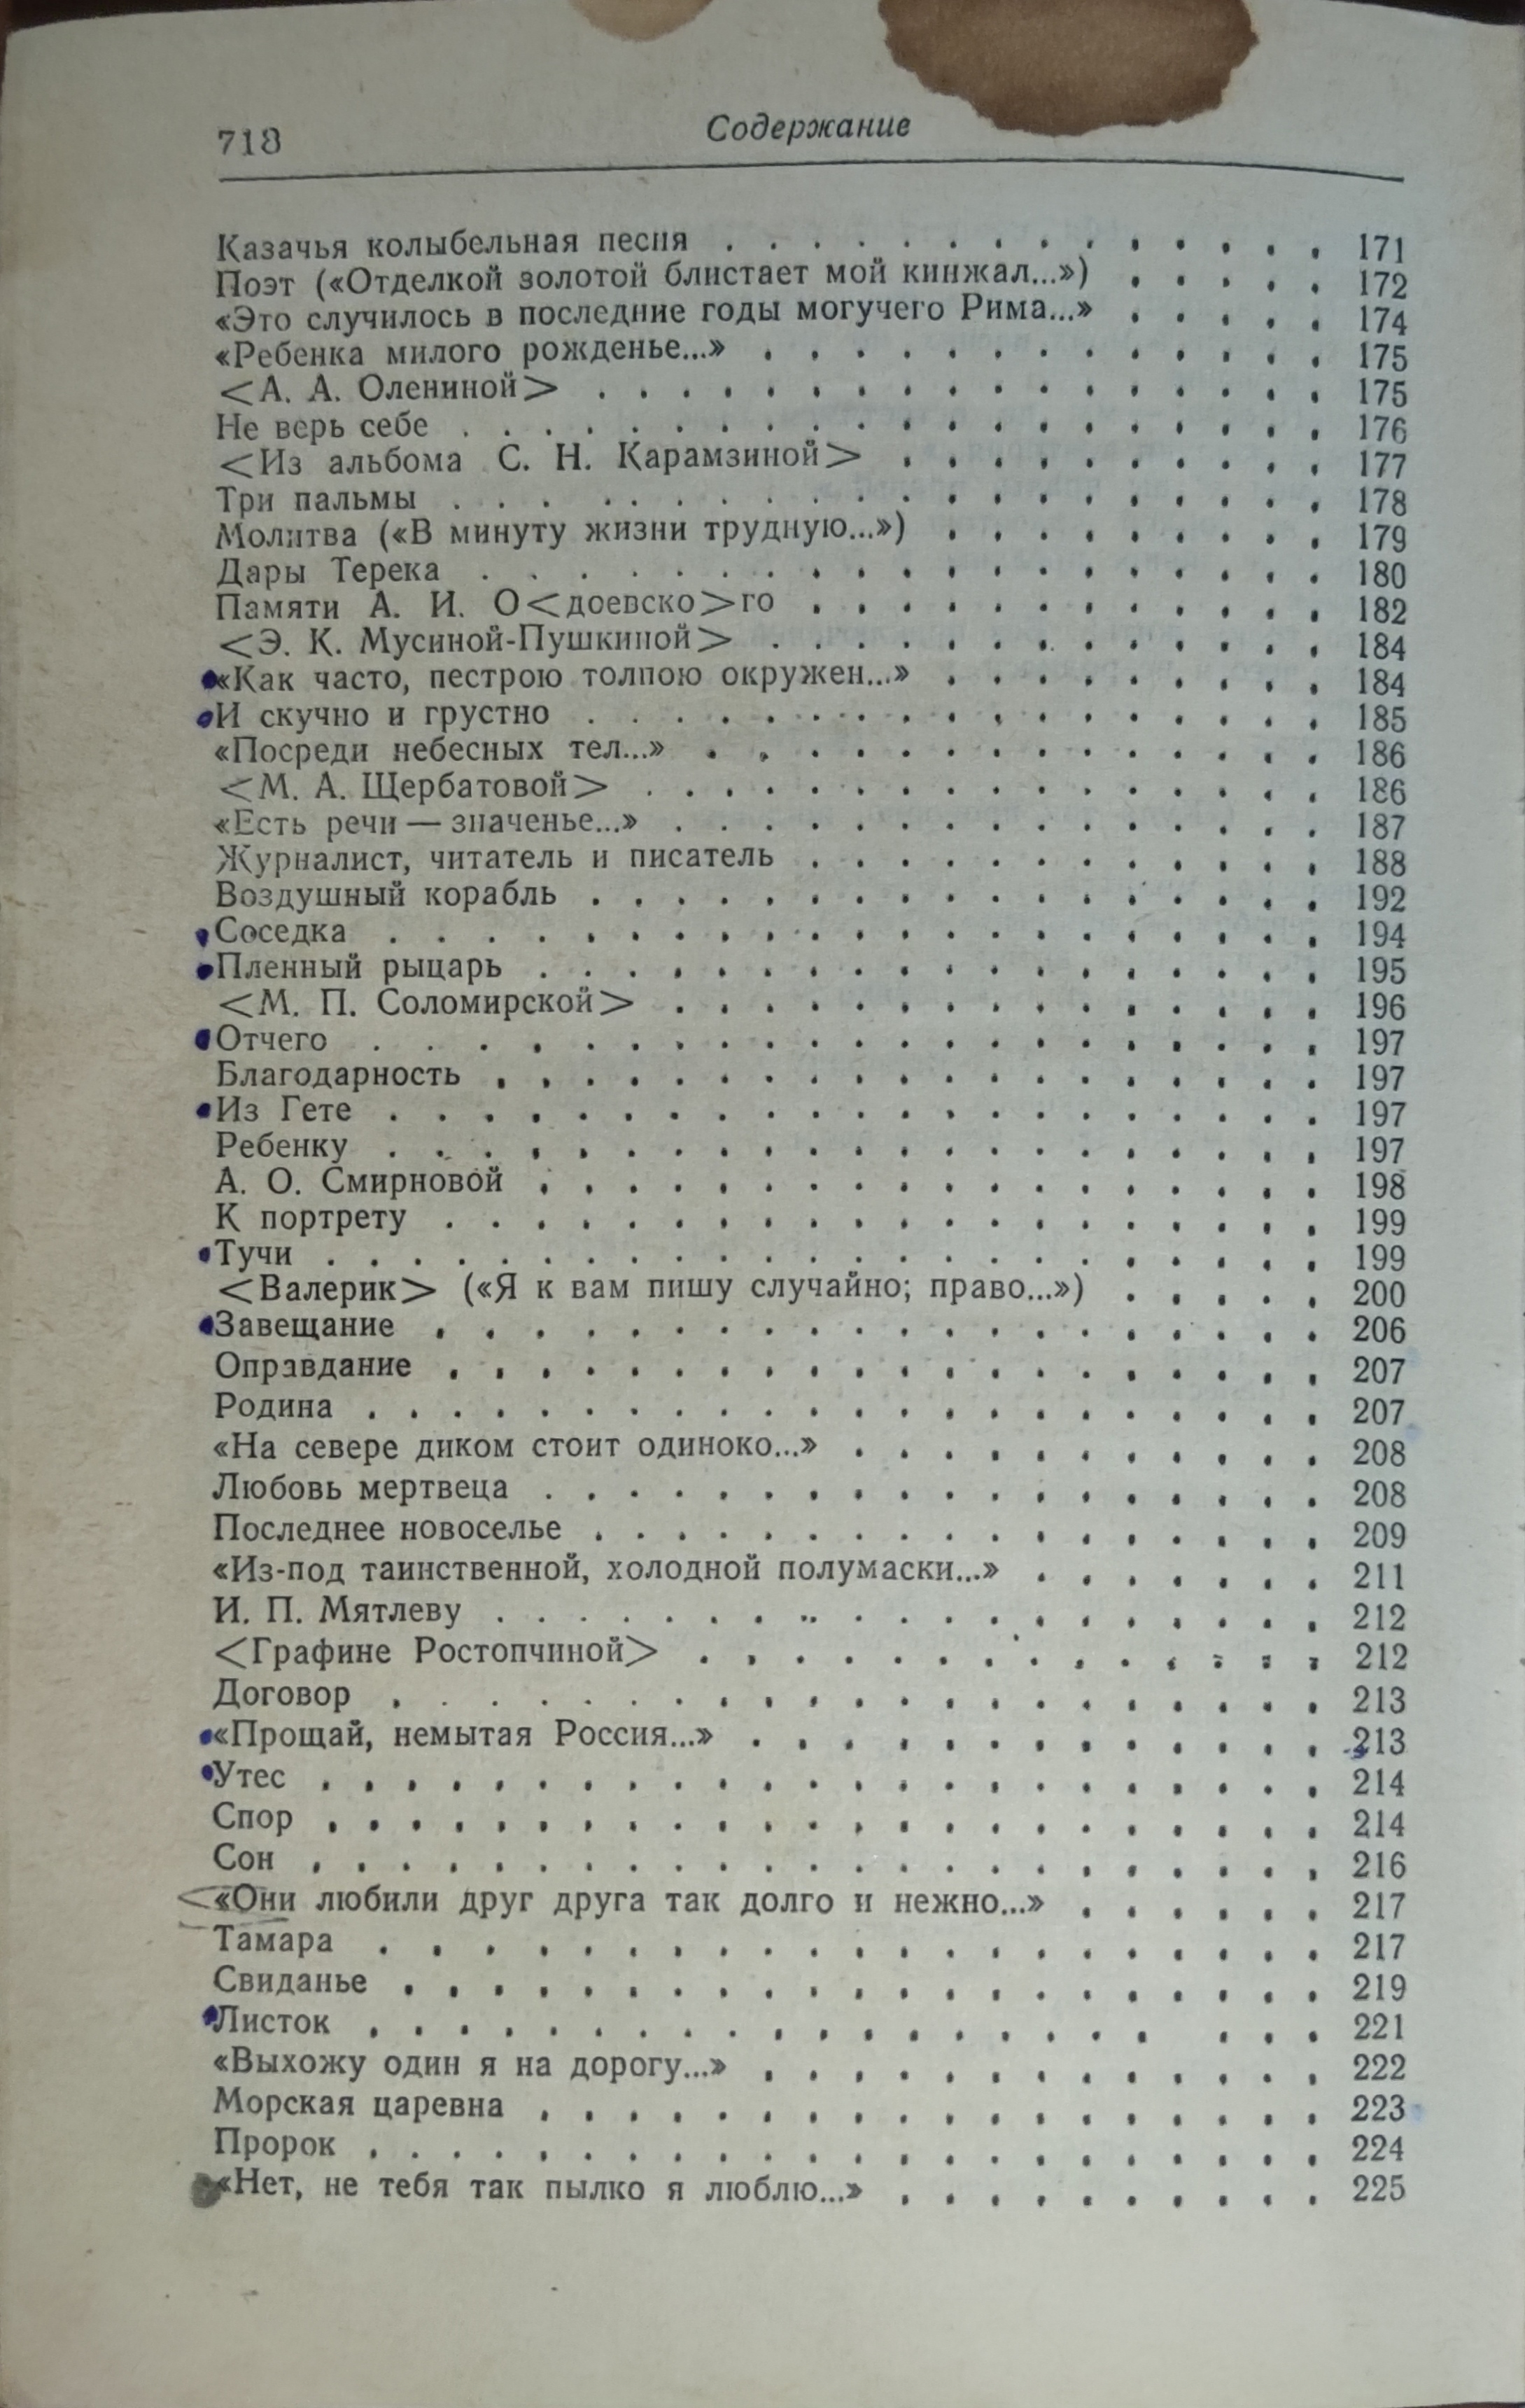 718
Содержание
Казачья колыбельная песня . . . . . . . . . . . . . . 171
Поэт («Отделкой золотой блистает мой кинжал...») . . . . . 172
«Это случилось в последние годы могучего Рима...» . . . . . 174
«Ребенка милого рожденье...» . . . . . . . . . . . . . 175
<А. А. Олениной> . . . . . . . . . . . . . . . . . 175
Не верь себе . . . . . . . . . . . . . . . . . . . . 176
<Из альбома С. Н. Карамзиной> . . . . . . . . . . 177
Три пальмы . . . . . . . . . . . . . . . . . . . . 178
Молитва («В минуту жизни трудную...») . . . . . . . . . 179
Дары Терека . . . . . . . . . . . . . . . . . . . 180
Памяти А. И. О<доевско>го . . . . . . . . . . . . 182
<Э. К. Мусиной-Пушкиной> . . . . . . . . . . . . . 184
«Как часто, пестрою толпою окружен...» . . . . . . . . . 184
И скучно и грустно . . . . . . . . . . . . . . . . . 185
«Посреди небесных тел...» . . . . . . . . . . . . . . 186
<М. А. Щербатовой> . . . . . . . . . . . . . . . . 186
«Есть речи — значенье...» . . . . . . . . . . . . . . . 187
Журналист, читатель и писатель . . . . . . . . . . . . 188
Воздушный корабль . . . . . . . . . . . . . . . . . 192
Соседка . . . . . . . . . . . . . . . . . . . . . 194
Пленный рыцарь . . . . . . . . . . . . . . . . . . 195
<М. П. Соломирской> . . . . . . . . . . . . . . . 196
Отчего . . . . . . . . . . . . . . . . . . . . . 197
Благодарность . . . . . . . . . . . . . . . . . . . 197
Из Гете . . . . . . . . . . . . . . . . . . . . . 197
Ребенку . . . . . . . . . . . . . . . . . . . . . 197
А. О. Смирновой . . . . . . . . . . . . . . . . . . 198
К портрету . . . . . . . . . . . . . . . . . . . . 199
Тучи . . . . . . . . . . . . . . . . . . . . . . 199
<Валерик> («Я к вам пишу случайно; право...») . . . . . 200
Завещание . . . . . . . . . . . . . . . . . . . . 206
Оправдание . . . . . . . . . . . . . . . . . . . . 207
Родина . . . . . . . . . . . . . . . . . . . . . . 207
«На севере диком стоит одиноко...» . . . . . . . . . . . 208
Любовь мертвеца . . . . . . . . . . . . . . . . . . 208
Последнее новоселье . . . . . . . . . . . . . . . . . 209
«Из-под таинственной, холодной полумаски...» . . . . . . . 211
И. П. Мятлеву . . . . . . . . . . . . . . . . . . . 212
<Графине Ростопчиной> . . . . . . . . . . . . . . 212
Договор . . . . . . . . . . . . . . . . . . . . . 213
«Прощай, немытая Россия...» . . . . . . . . . . . . . 213
Утес . . . . . . . . . . . . . . . . . . . . . . . 214
Спор . . . . . . . . . . . . . . . . . . . . . . . 214
Сон . . . . . . . . . . . . . . . . . . . . . . . 216
«Они любили друг друга так долго и нежно...» . . . . . . 217
Тамара . . . . . . . . . . . . . . . . . . . . . 217
Свиданье . . . . . . . . . . . . . . . . . . . . . 219
Листок . . . . . . . . . . . . . . . . . . . . . 221
«Выхожу один я на дорогу...» . . . . . . . . . . . . . 222
Морская царевна . . . . . . . . . . . . . . . . . . 223
Пророк . . . . . . . . . . . . . . . . . . . . . . 224
«Нет, не тебя так пылко я люблю...» . . . . . . . . . . 225